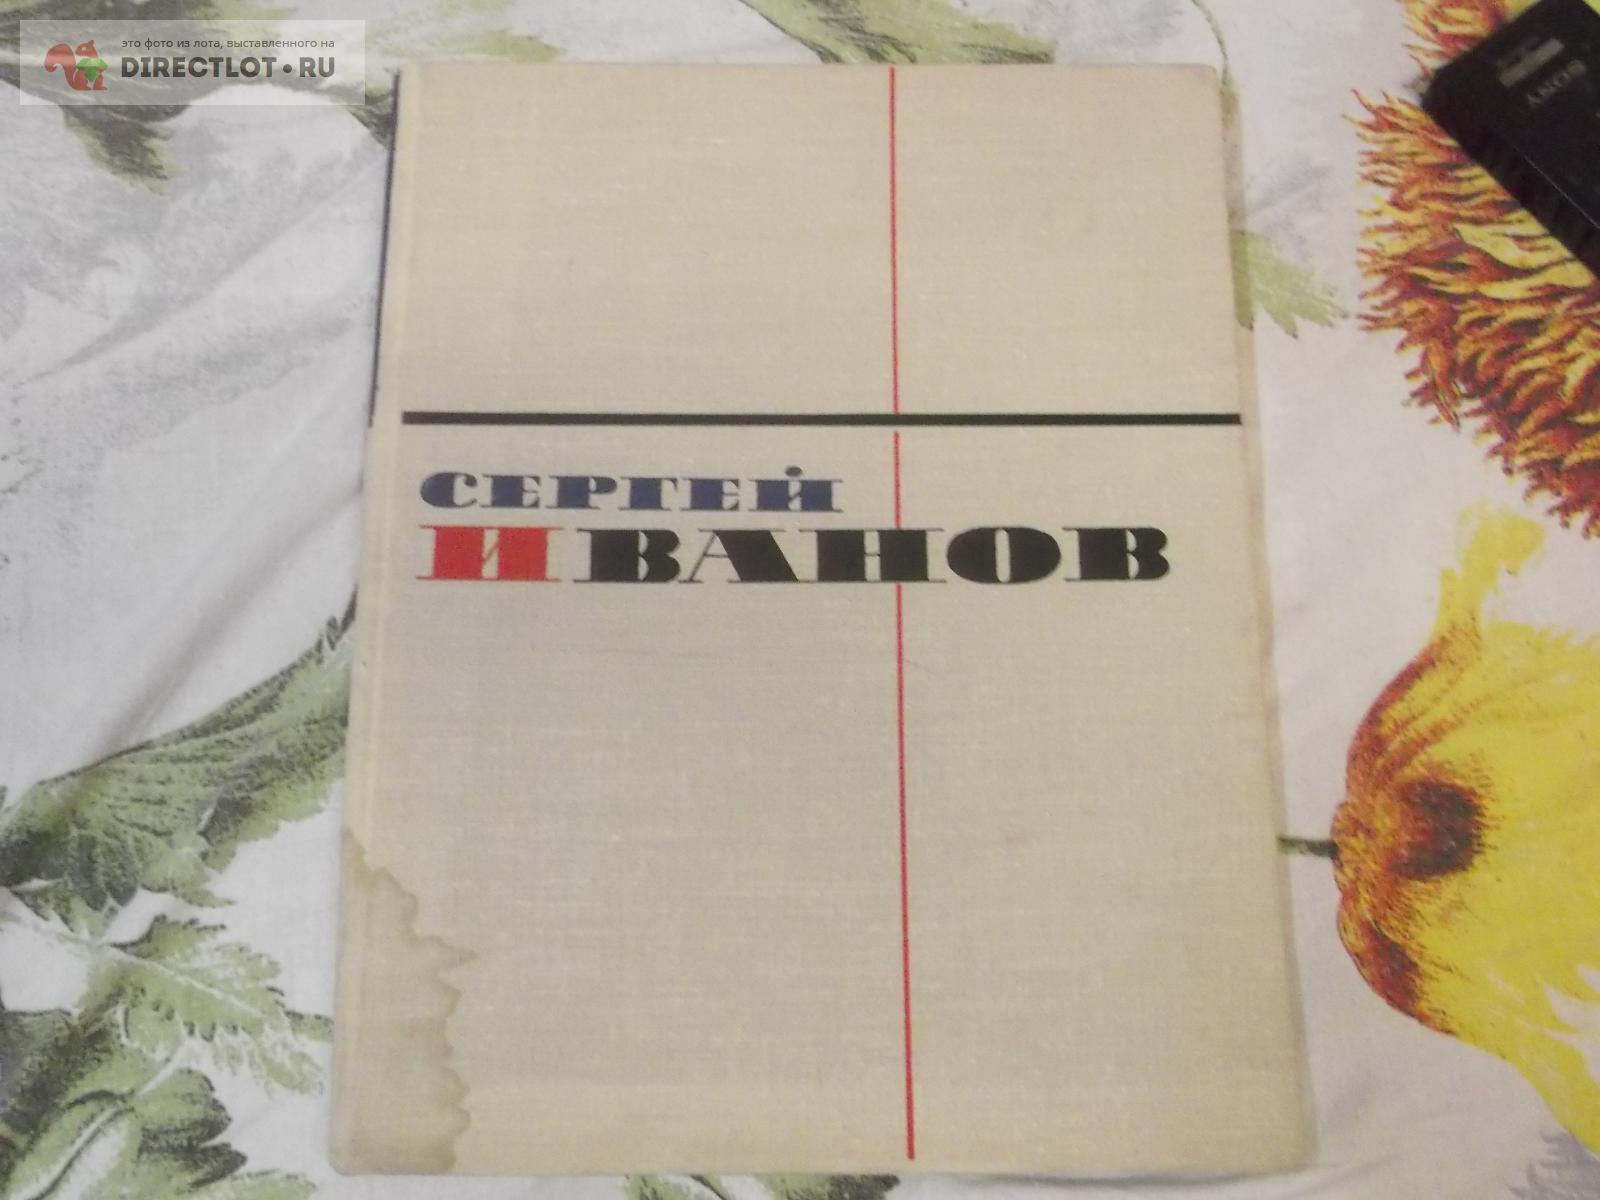 это фото из лота, выставленного на
DIRECTLOT•RU
SONY
СЕРГЕЙ
ИВАНОВ